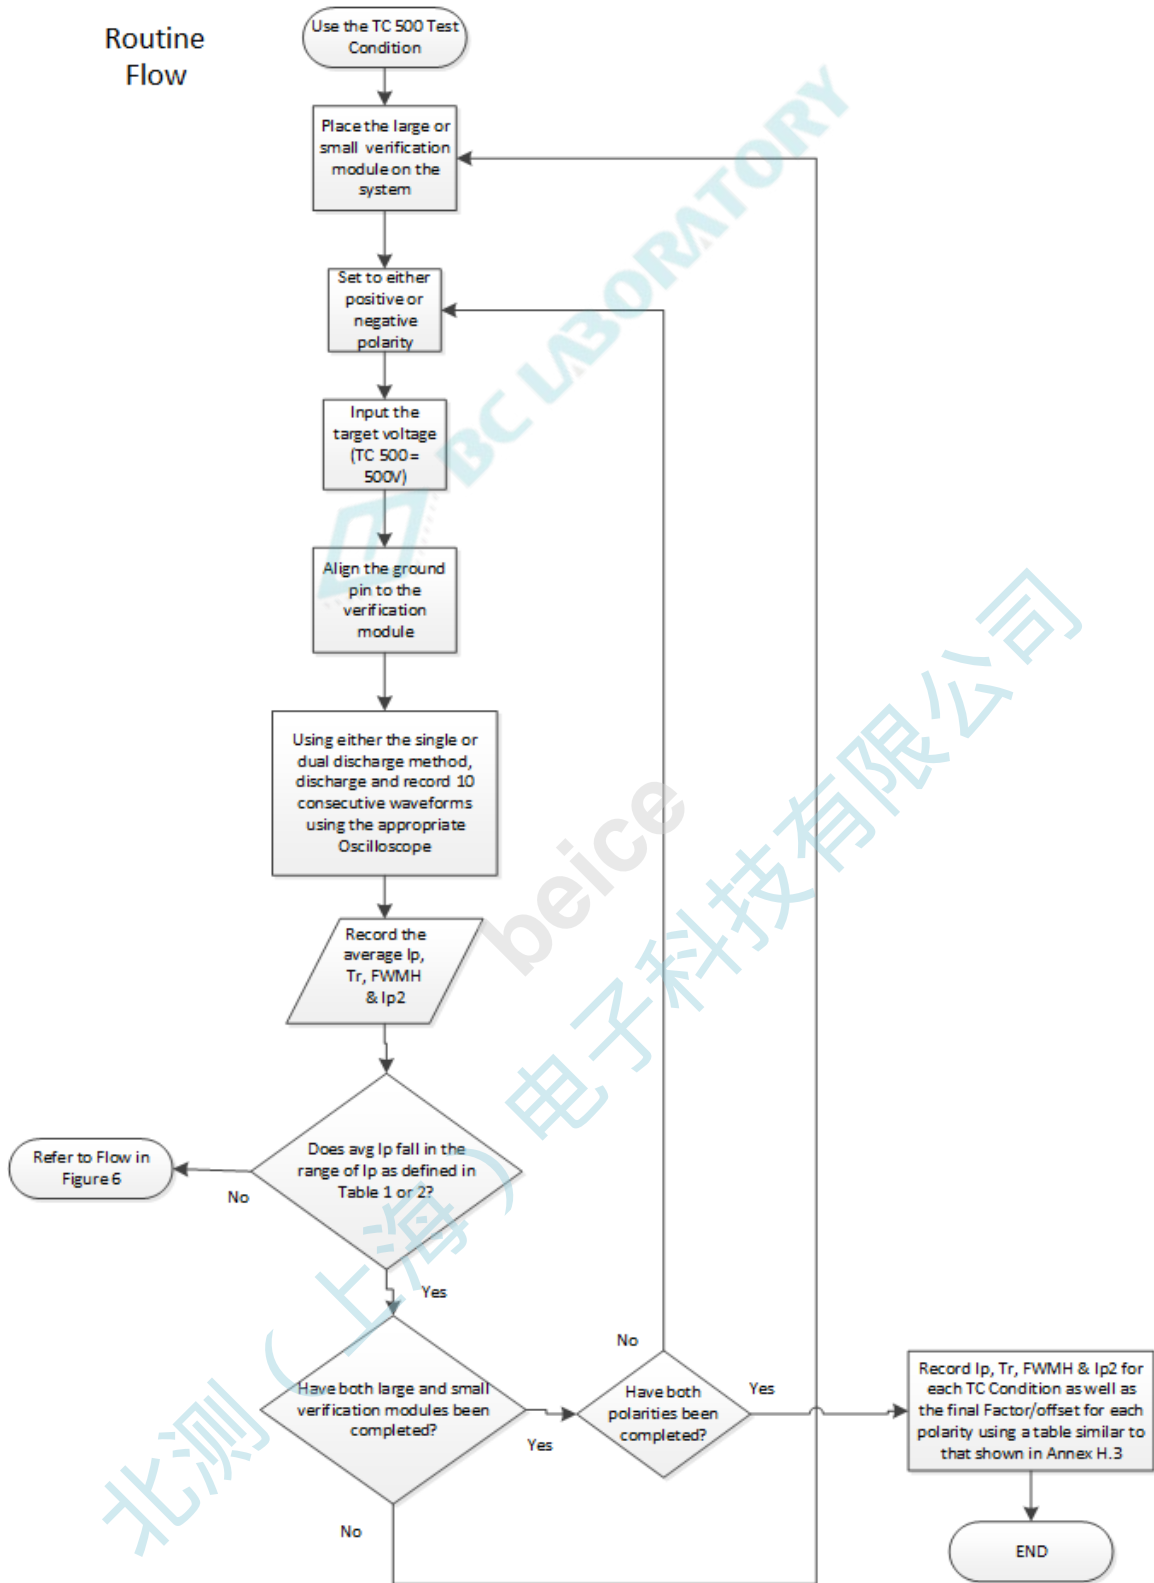 Routine
Flow
Use the TC 500 Test
Condition
Place the large or
small verification
module on the
system
Set to either
positive or
negative
polarity
Input the
target voltage
(TC 500 =
500V)
Align the ground
pin to the
verification
module
Using either the single or
dual discharge method,
discharge and record 10
consecutive waveforms
using the appropriate
Oscilloscope
Record the
average Ip,
Tr, FWMH
& Ip2
Does avg Ip fall in the
range of Ip as defined in
Table 1 or 2?
Refer to Flow in
Figure 6
No
Yes
Have both large and small
verification modules been
completed?
Yes
No
Have both
polarities been
completed?
No
Yes
Record Ip, Tr, FWMH & Ip2 for
each TC Condition as well as
the final Factor/offset for each
polarity using a table similar to
that shown in Annex H.3
END
BC LABORATORY
beice
北测（上海）电子科技有限公司